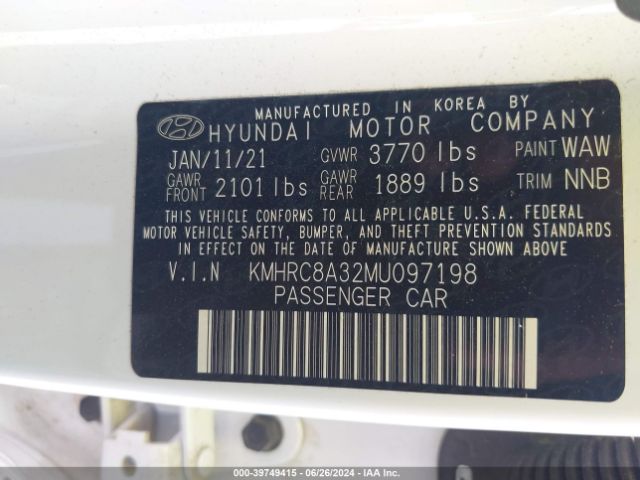 MANUFACTURED IN KOREA BY
HYUNDAI MOTOR COMPANY
JAN/11/21 GVWR 3770 lbs PAINT WAW
GAWR FRONT 2101 lbs GAWR REAR 1889 lbs TRIM NNB
THIS VEHICLE CONFORMS TO ALL APPLICABLE U.S.A. FEDERAL
MOTOR VEHICLE SAFETY, BUMPER, AND THEFT PREVENTION STANDARDS
IN EFFECT ON THE DATE OF MANUFACTURE SHOWN ABOVE
V.I.N KMHRC8A32MU097198
PASSENGER CAR
000-39749415 - 06/26/2024 - IAA Inc.